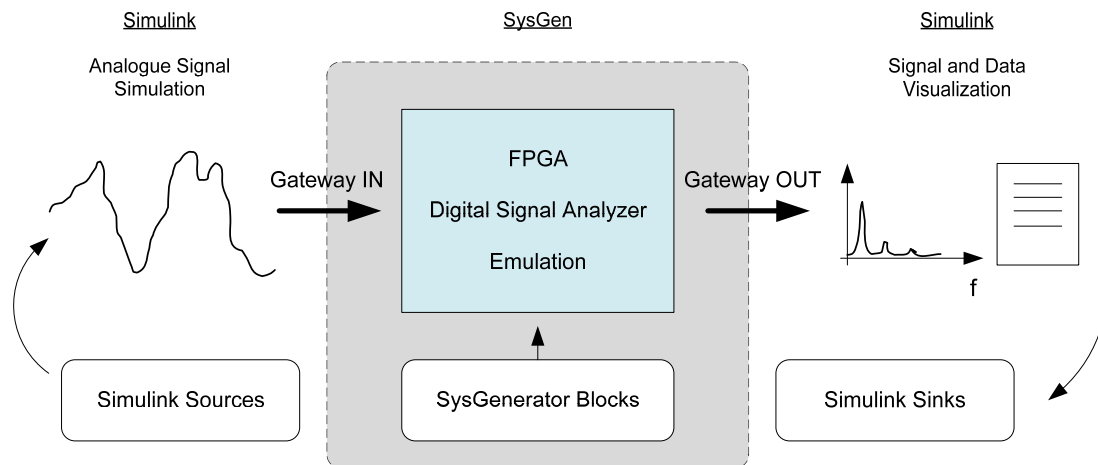 Simulink
Analogue Signal
Simulation
SysGen
Simulink
Signal and Data
Visualization
Gateway IN
FPGA
Digital Signal Analyzer
Emulation
Gateway OUT
f
Simulink Sources
SysGenerator Blocks
Simulink Sinks